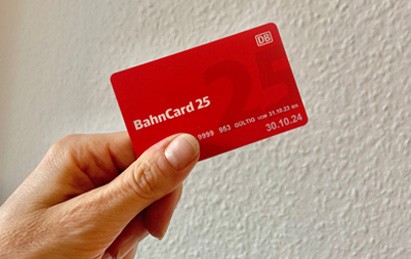 DB
25
BahnCard 25
9999 953 GÜLTIG VOM 31.10.23 BIS
30.10.24